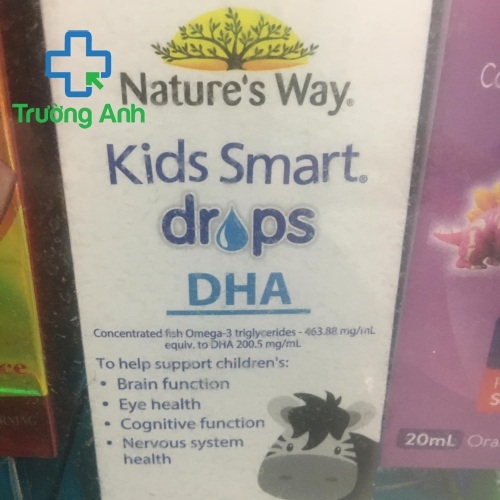 Trường Anh
Nature's Way®
Kids Smart®
drops
DHA
Concentrated fish Omega-3 triglycerides - 463.88 mg/mL
equiv. to DHA 200.5 mg/mL
To help support children's:
• Brain function
• Eye health
• Cognitive function
• Nervous system
health
20mL Ora